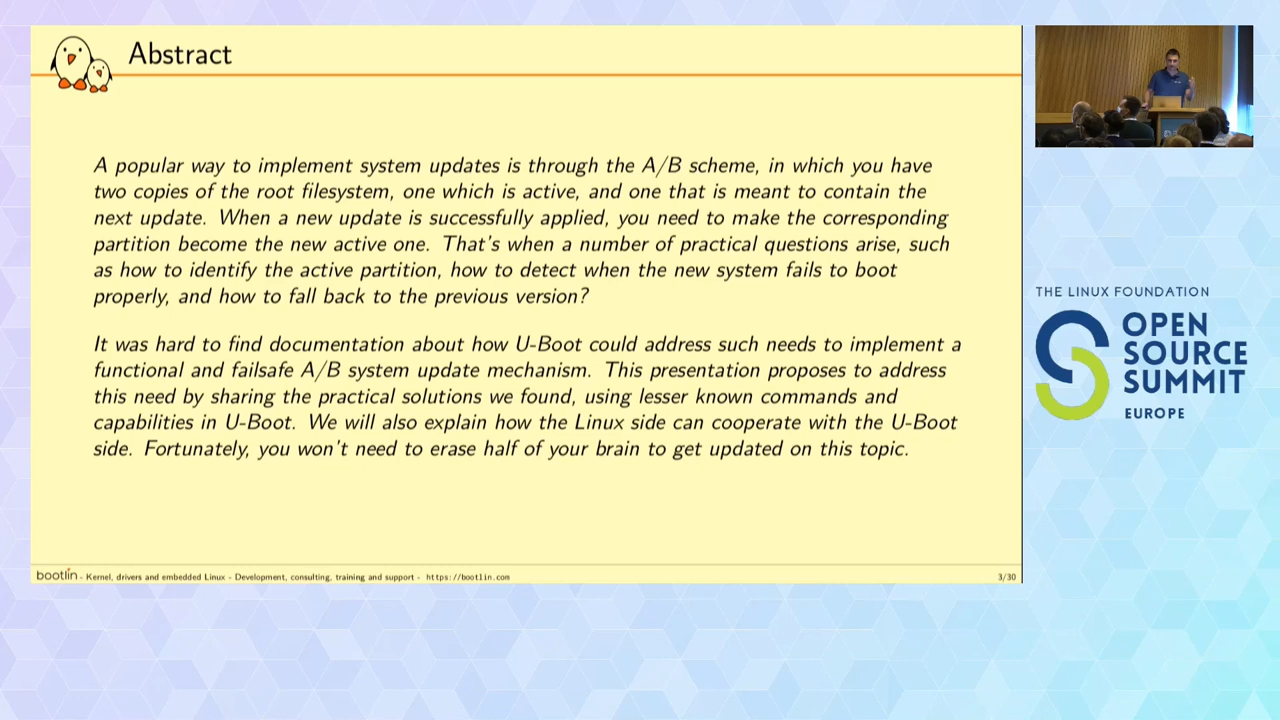 Abstract
A popular way to implement system updates is through the A/B scheme, in which you have
two copies of the root filesystem, one which is active, and one that is meant to contain the
next update. When a new update is successfully applied, you need to make the corresponding
partition become the new active one. That's when a number of practical questions arise, such
as how to identify the active partition, how to detect when the new system fails to boot
properly, and how to fall back to the previous version?
It was hard to find documentation about how U-Boot could address such needs to implement a
functional and failsafe A/B system update mechanism. This presentation proposes to address
this need by sharing the practical solutions we found, using lesser known commands and
capabilities in U-Boot. We will also explain how the Linux side can cooperate with the U-Boot
side. Fortunately, you won't need to erase half of your brain to get updated on this topic.
bootlin - Kernel, drivers and embedded Linux - Development, consulting, training and support - https://bootlin.com
3/30
THE LINUX FOUNDATION
OPEN
SOURCE
SUMMIT
EUROPE